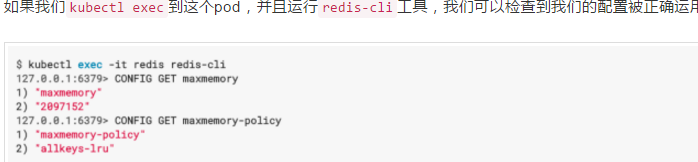 如果我们 kubectl exec 到这个pod，并且运行 redis-cli 工具，我们可以检查到我们的配置被正确运用
$ kubectl exec -it redis redis-cli
127.0.0.1:6379> CONFIG GET maxmemory
1) "maxmemory"
2) "2097152"
127.0.0.1:6379> CONFIG GET maxmemory-policy
1) "maxmemory-policy"
2) "allkeys-lru"